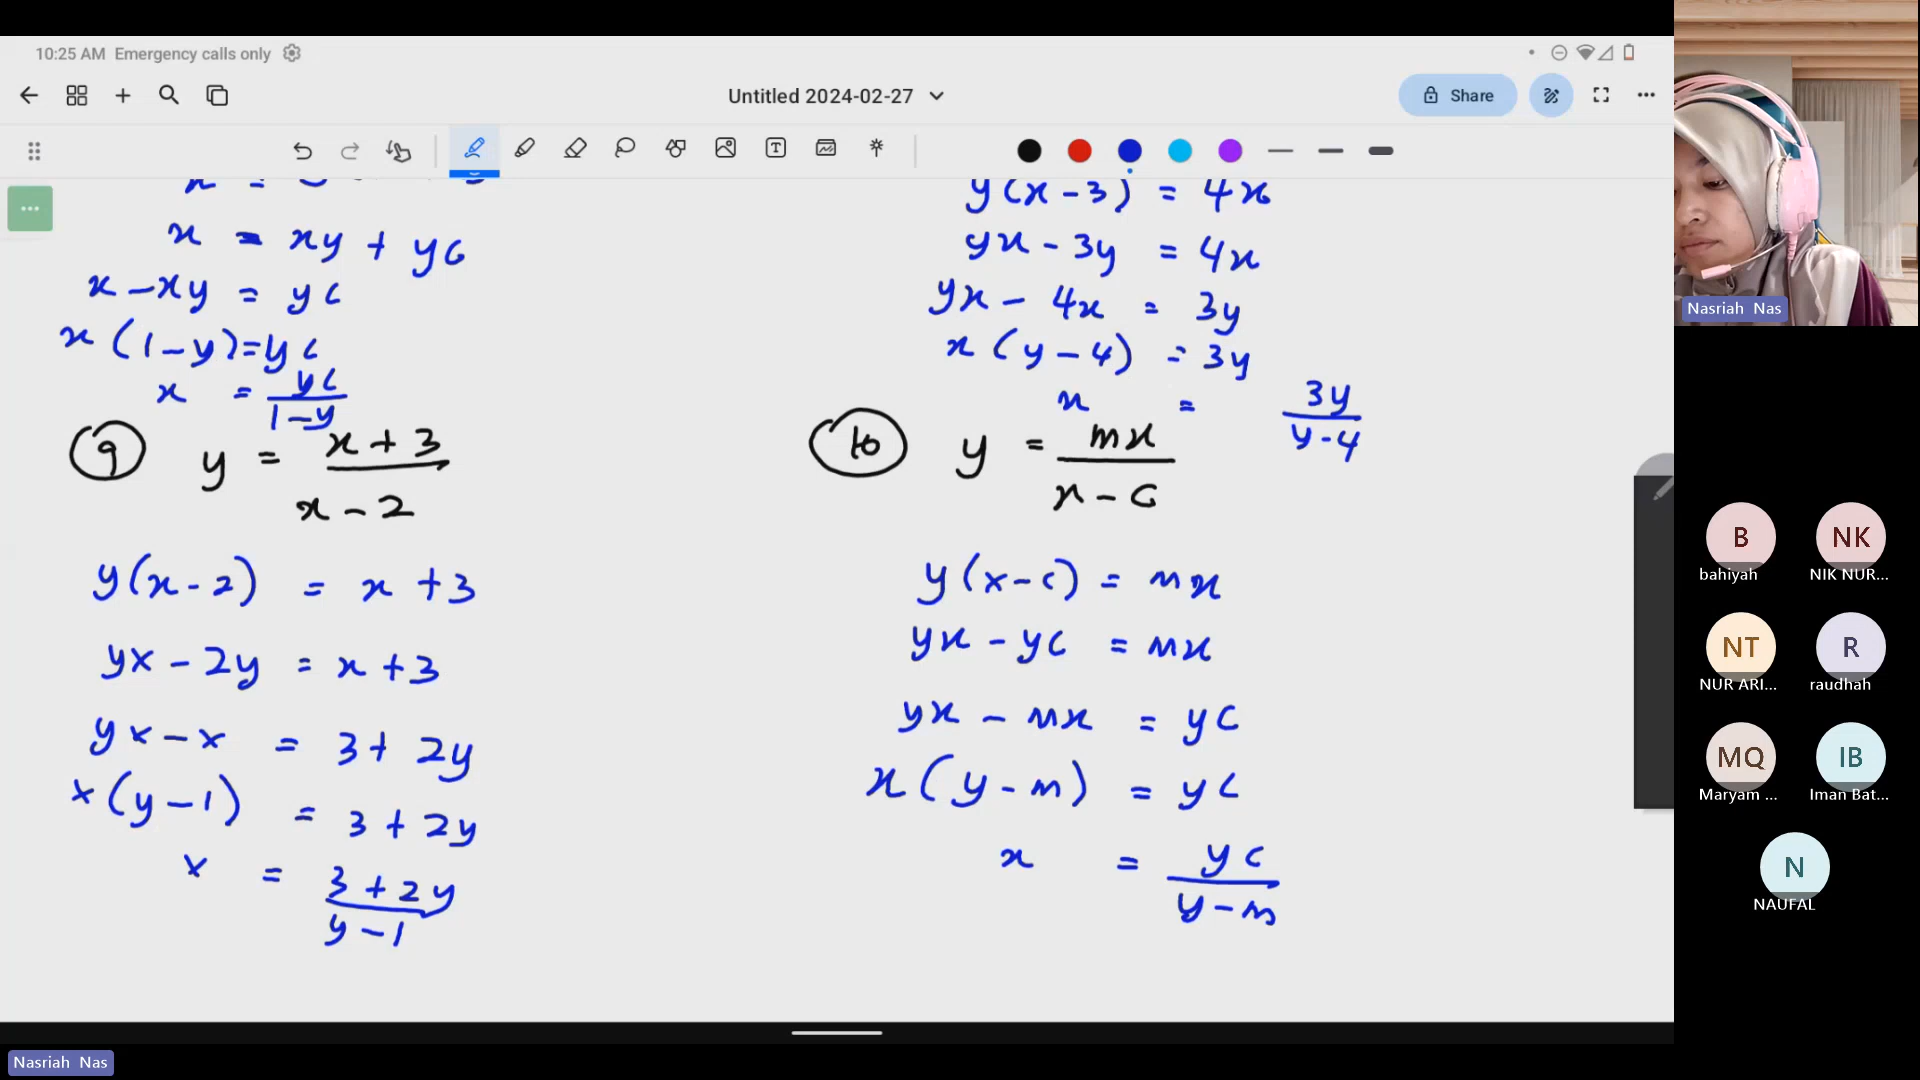 10:25 AM Emergency calls only
Untitled 2024-02-27
Share
x = xy + yc
x - xy = yc
x (1 - y) = yc
x = yc / 1 - y
y (x - 3) = 4x
yx - 3y = 4x
yx - 4x = 3y
x (y - 4) = 3y
x = 3y / y - 4
9 y = x + 3 / x - 2
y(x - 2) = x + 3
yx - 2y = x + 3
yx - x = 3 + 2y
x (y - 1) = 3 + 2y
x = 3 + 2y / y - 1
10 y = mx / x - c
y (x - c) = mx
yx - yc = mx
yx - mx = yc
x (y - m) = yc
x = yc / y - m
Nasriah Nas
B
bahiyah
NK
NIK NUR...
NT
NUR ARI...
R
raudhah
MQ
Maryam ...
IB
Iman Bat...
N
NAUFAL
Nasriah Nas